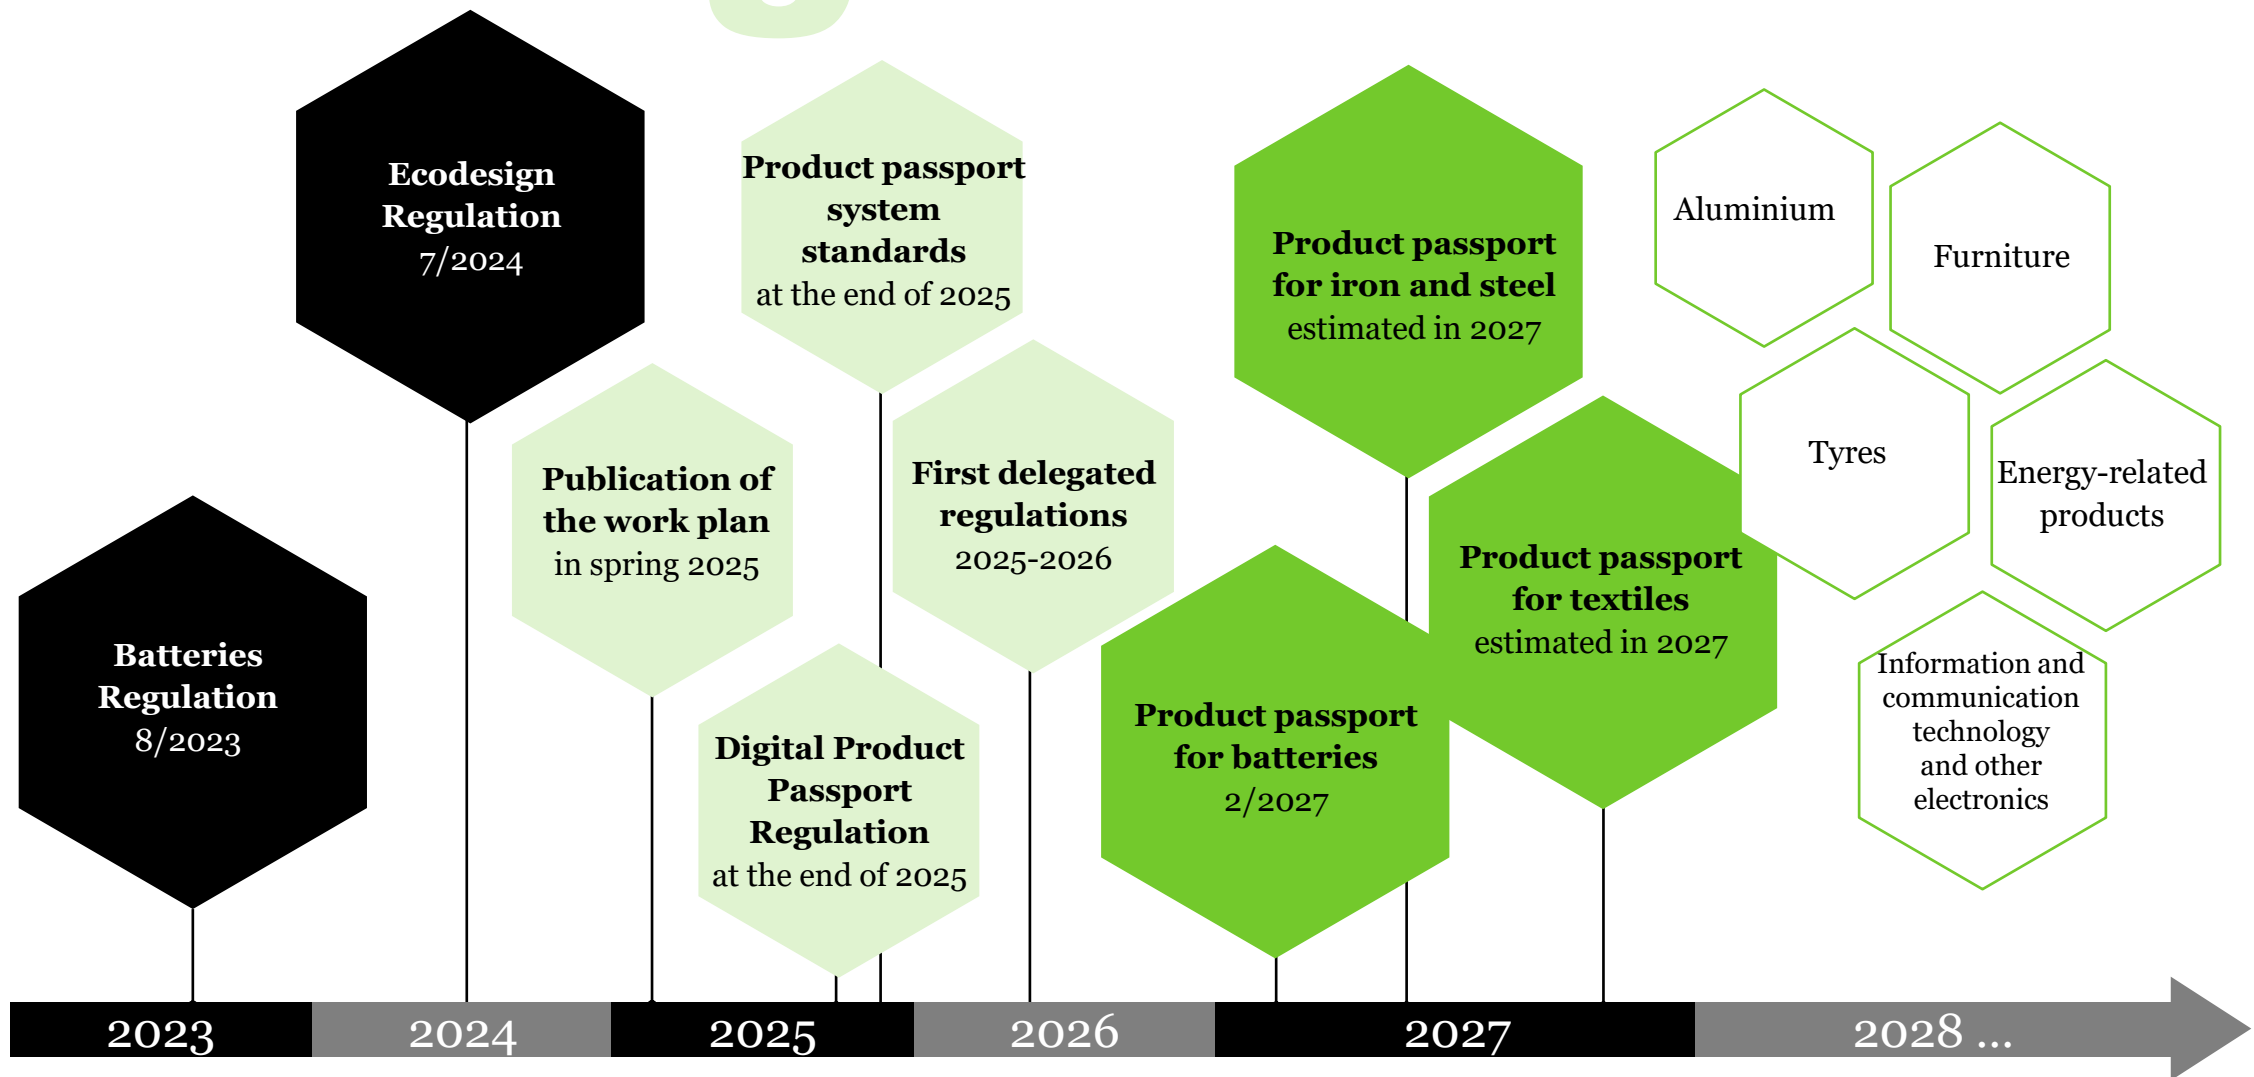 Ecodesign
Regulation
7/2024
Batteries
Regulation
8/2023
Product passport
system
standards
at the end of 2025
Publication of
the work plan
in spring 2025
First delegated
regulations
2025-2026
Digital Product
Passport
Regulation
at the end of 2025
Product passport
for iron and steel
estimated in 2027
Product passport
for textiles
estimated in 2027
Product passport
for batteries
2/2027
Aluminium
Furniture
Tyres
Energy-related
products
Information and
communication
technology
and other
electronics
2023
2024
2025
2026
2027
2028 ...